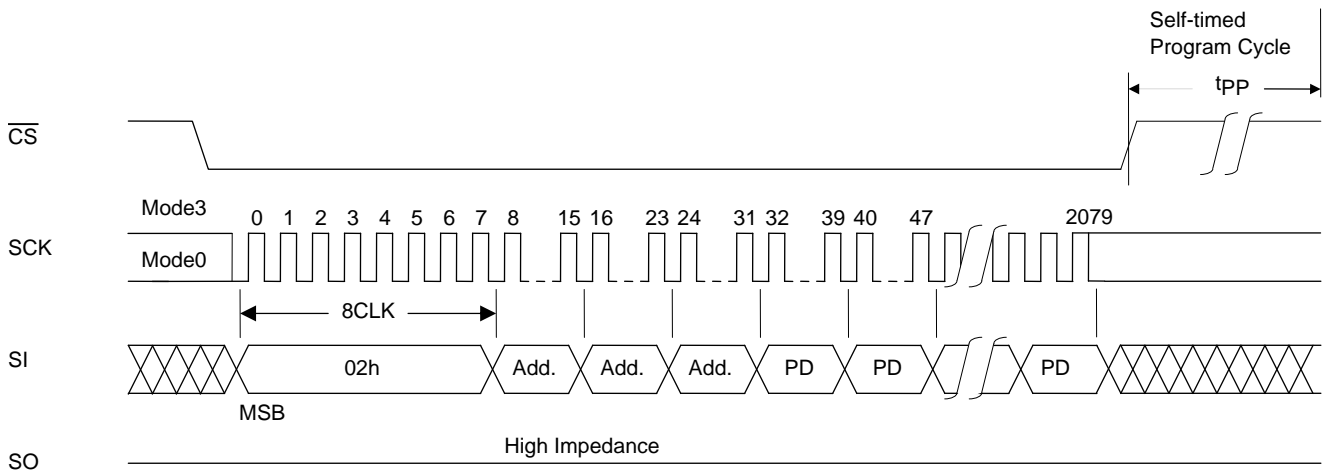 Self-timed
Program Cycle
tPP
CS
Mode3
0 1 2 3 4 5 6 7 8 15 16 23 24 31 32 39 40 47 2079
SCK
Mode0
8CLK
SI
02h Add. Add. Add. PD PD PD
MSB
High Impedance
SO